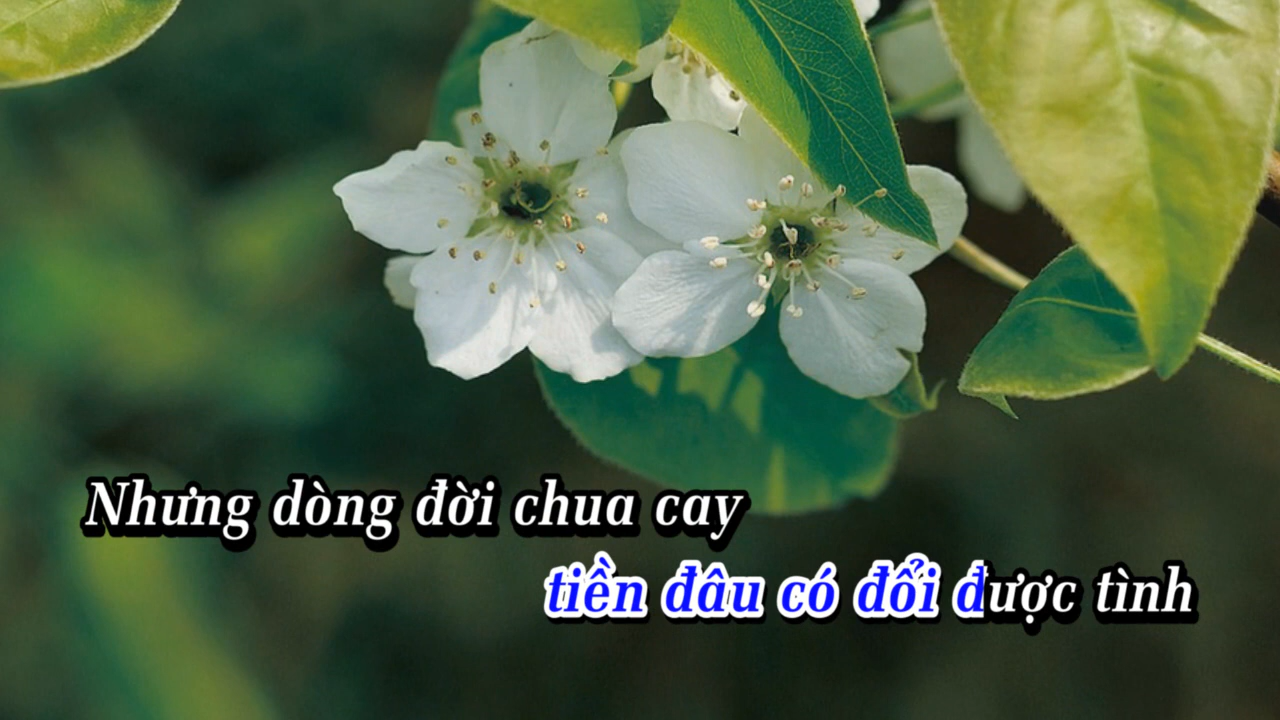 Nhưng dòng đời chua cay
tiền đâu có đổi được tình